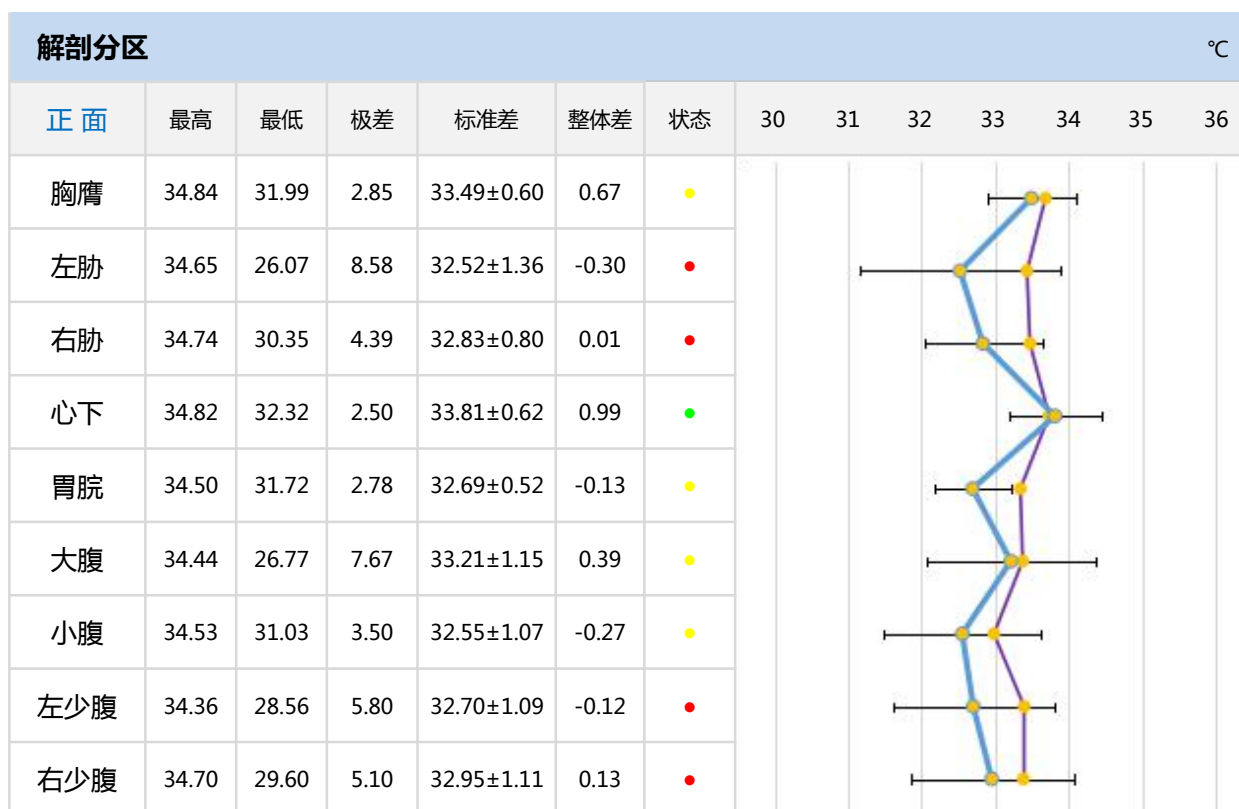 解剖分区 ℃
正 面 最高 最低 极差 标准差 整体差 状态 30 31 32 33 34 35 36
胸膺 34.84 31.99 2.85 33.49±0.60 0.67
左胁 34.65 26.07 8.58 32.52±1.36 -0.30
右胁 34.74 30.35 4.39 32.83±0.80 0.01
心下 34.82 32.32 2.50 33.81±0.62 0.99
胃脘 34.50 31.72 2.78 32.69±0.52 -0.13
大腹 34.44 26.77 7.67 33.21±1.15 0.39
小腹 34.53 31.03 3.50 32.55±1.07 -0.27
左少腹 34.36 28.56 5.80 32.70±1.09 -0.12
右少腹 34.70 29.60 5.10 32.95±1.11 0.13